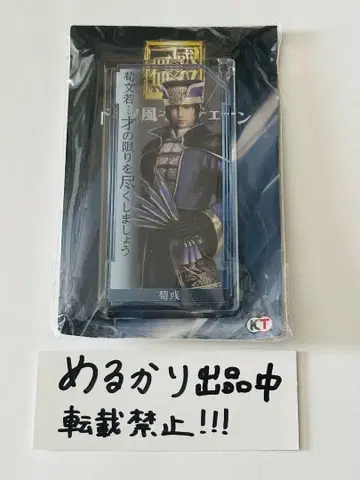 荀文若…才の限りを尽くしましょう
荀彧
KT
めるかり出品中
転載禁止!!!